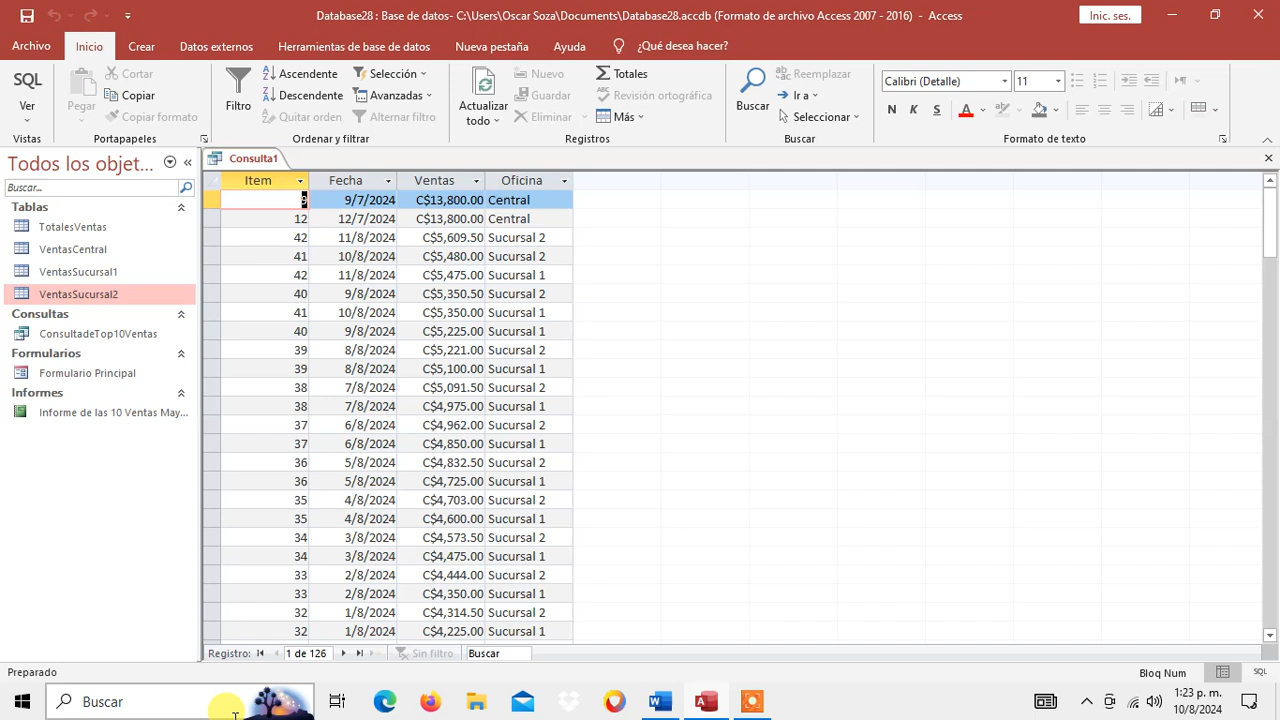 Database28 : Base de datos- C:\Users\Oscar Soza\Documents\Database28.accdb (Formato de archivo Access 2007 - 2016) - Access
Inic. ses.
Archivo Inicio Crear Datos externos Herramientas de base de datos Nueva pestaña Ayuda ¿Qué desea hacer?
SQL
Ver
Vistas
Pegar
Cortar
Copiar
Copiar formato
Portapapeles
Filtro
Ascendente
Descendente
Quitar orden
Selección
Avanzadas
Alternar filtro
Ordenar y filtrar
Actualizar todo
Nuevo
Guardar
Eliminar
Totales
Revisión ortográfica
Más
Registros
Buscar
Reemplazar
Ir a
Seleccionar
Buscar
Calibri (Detalle) 11
N K S A
Formato de texto
Todos los objet...
Buscar...
Tablas
TotalesVentas
VentasCentral
VentasSucursal1
VentasSucursal2
Consultas
ConsultadeTop10Ventas
Formularios
Formulario Principal
Informes
Informe de las 10 Ventas May...
Consulta1
Item Fecha Ventas Oficina
9 9/7/2024 C$13,800.00 Central
12 12/7/2024 C$13,800.00 Central
42 11/8/2024 C$5,609.50 Sucursal 2
41 10/8/2024 C$5,480.00 Sucursal 2
42 11/8/2024 C$5,475.00 Sucursal 1
40 9/8/2024 C$5,350.50 Sucursal 2
41 10/8/2024 C$5,350.00 Sucursal 1
40 9/8/2024 C$5,225.00 Sucursal 1
39 8/8/2024 C$5,221.00 Sucursal 2
39 8/8/2024 C$5,100.00 Sucursal 1
38 7/8/2024 C$5,091.50 Sucursal 2
38 7/8/2024 C$4,975.00 Sucursal 1
37 6/8/2024 C$4,962.00 Sucursal 2
37 6/8/2024 C$4,850.00 Sucursal 1
36 5/8/2024 C$4,832.50 Sucursal 2
36 5/8/2024 C$4,725.00 Sucursal 1
35 4/8/2024 C$4,703.00 Sucursal 2
35 4/8/2024 C$4,600.00 Sucursal 1
34 3/8/2024 C$4,573.50 Sucursal 2
34 3/8/2024 C$4,475.00 Sucursal 1
33 2/8/2024 C$4,444.00 Sucursal 2
33 2/8/2024 C$4,350.00 Sucursal 1
32 1/8/2024 C$4,314.50 Sucursal 2
32 1/8/2024 C$4,225.00 Sucursal 1
Registro: 1 de 126 Sin filtro Buscar
Preparado
Bloq Num
SQL
Buscar
1:23 p. m.
10/8/2024